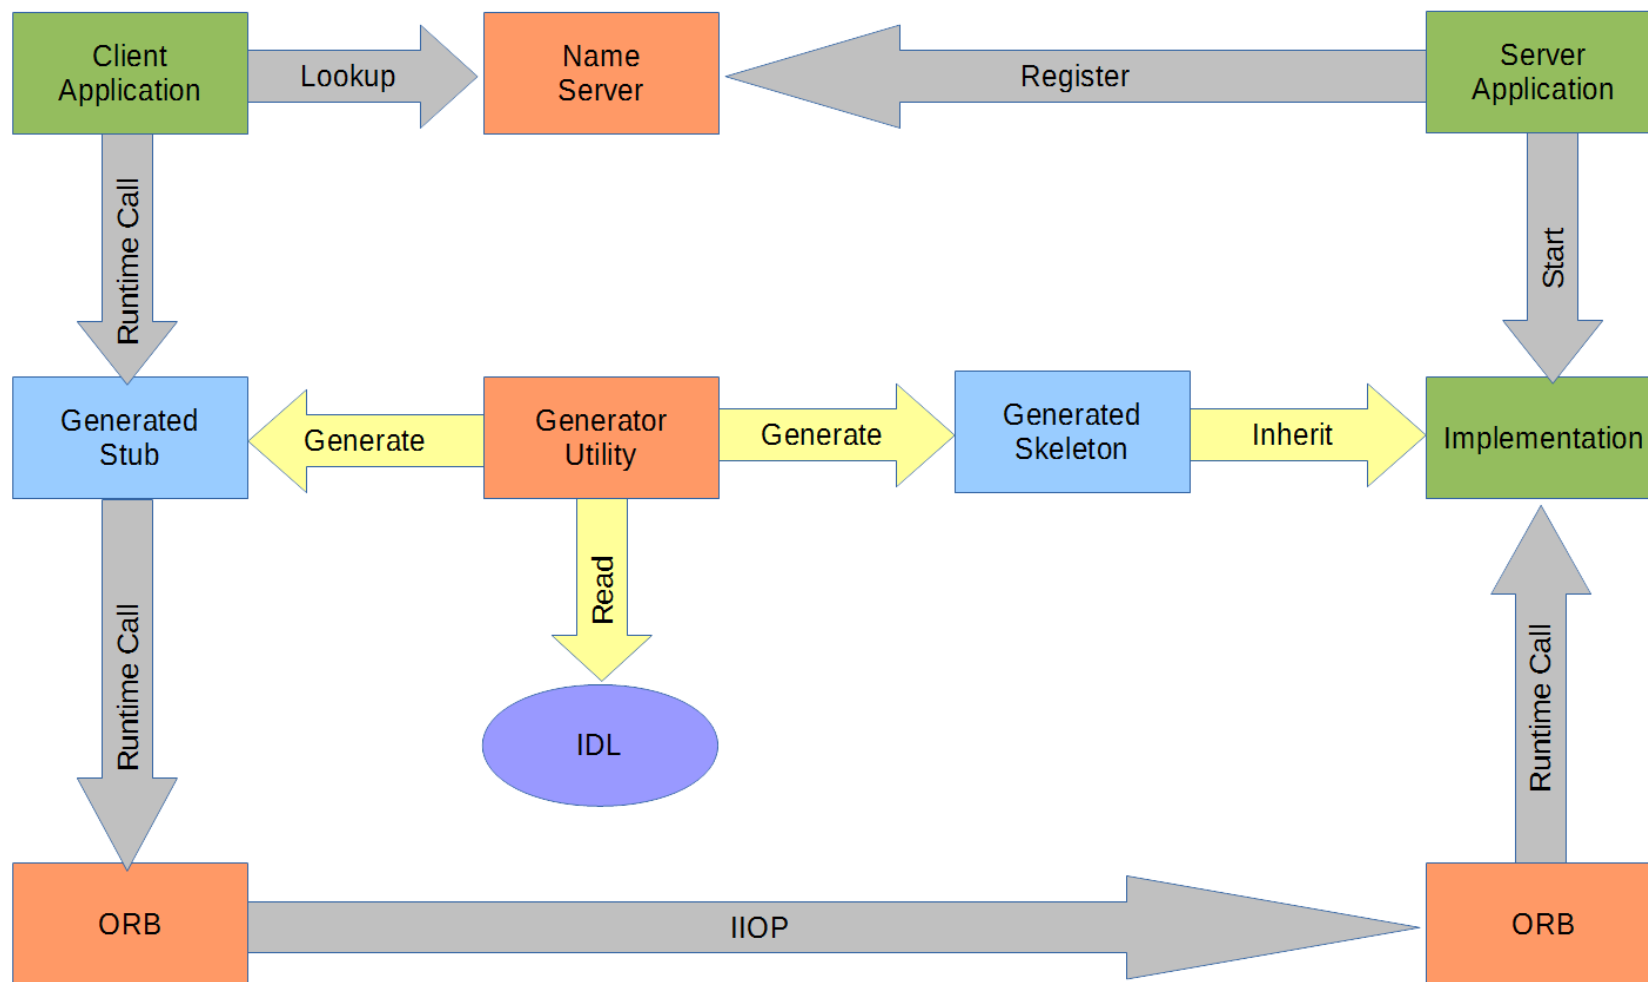 Client
Application
Lookup
Name
Server
Register
Server
Application
Runtime Call
Start
Generated
Stub
Generate
Generator
Utility
Generate
Generated
Skeleton
Inherit
Implementation
Read
Runtime Call
IDL
Runtime Call
ORB
IIOP
ORB